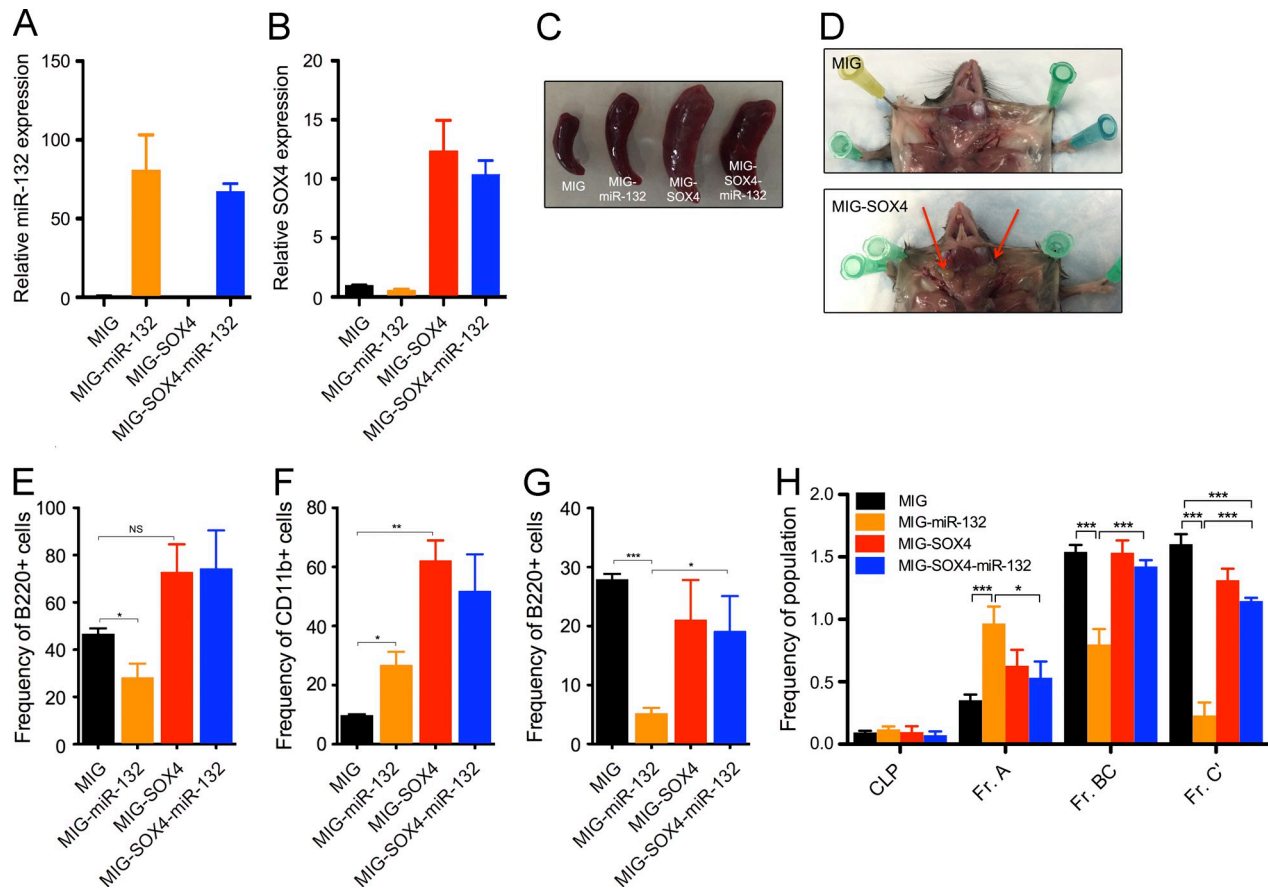 A
Relative miR-132 expression
150
100
50
0
MIG
MIG-miR-132
MIG-SOX4
MIG-SOX4-miR-132
B
Relative SOX4 expression
20
15
10
5
0
MIG
MIG-miR-132
MIG-SOX4
MIG-SOX4-miR-132
C
MIG
MIG-
miR-132
MIG-
SOX4
MIG-
SOX4-
miR-132
D
MIG
MIG-SOX4
E
Frequency of B220+ cells
100
80
60
40
20
0
NS
*
MIG
MIG-miR-132
MIG-SOX4
MIG-SOX4-miR-132
F
Frequency of CD11b+ cells
80
60
40
20
0
**
*
MIG
MIG-miR-132
MIG-SOX4
MIG-SOX4-miR-132
G
Frequency of B220+ cells
40
30
20
10
0
***
*
MIG
MIG-miR-132
MIG-SOX4
MIG-SOX4-miR-132
H
Frequency of population
2.0
1.5
1.0
0.5
0.0
MIG
MIG-miR-132
MIG-SOX4
MIG-SOX4-miR-132
*** *
*** ***
***
*** ***
CLP
Fr. A
Fr. BC
Fr. C'